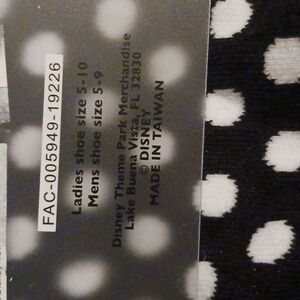 FAC-005949-19226
Ladies shoe size 5-10
Mens shoe size 5-9
Disney Theme Park Merchandise
Lake Buena Vista, FL 32830
© DISNEY
MADE IN TAIWAN